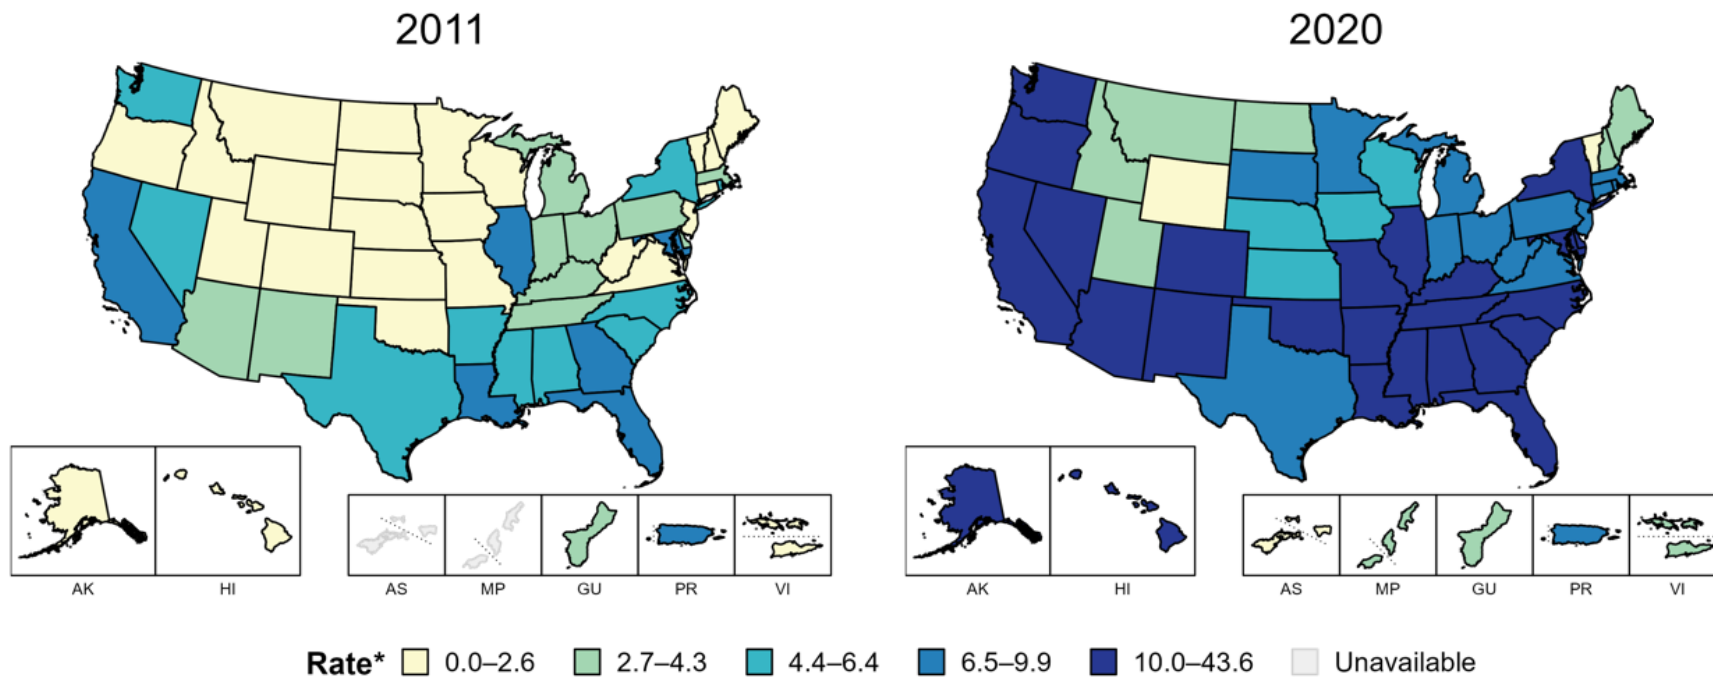 2011
2020
AK
HI
AS
MP
GU
PR
VI
AK
HI
AS
MP
GU
PR
VI
Rate* 0.0–2.6 2.7–4.3 4.4–6.4 6.5–9.9 10.0–43.6 Unavailable